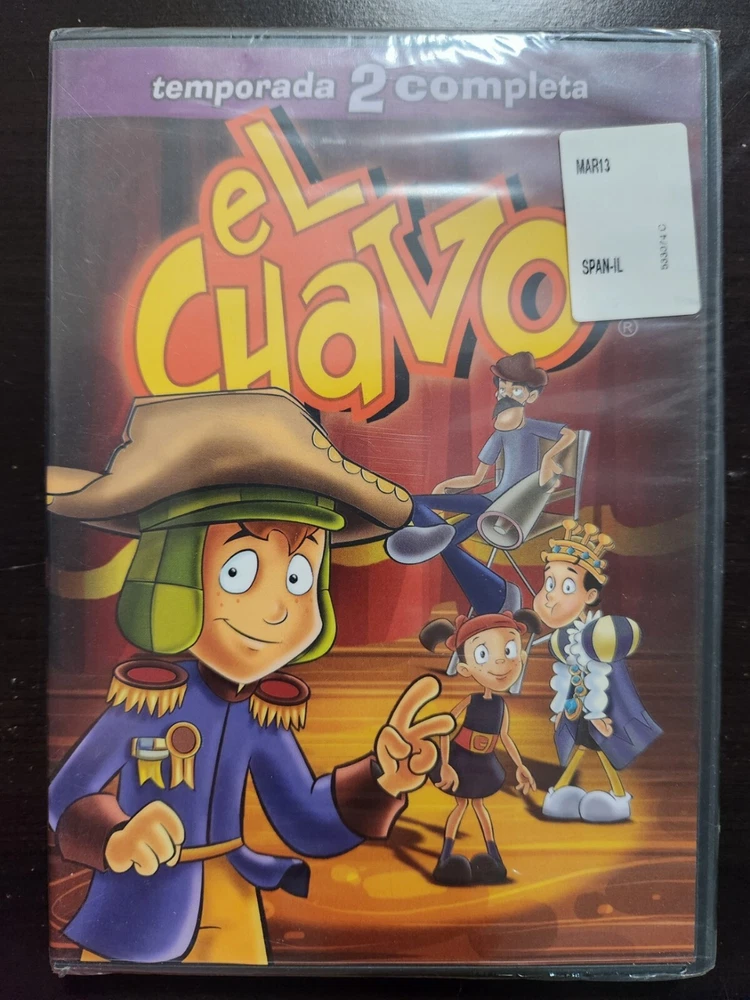 temporada 2 completa
eL
CHaVO
®
MAR13
SPAN-IL